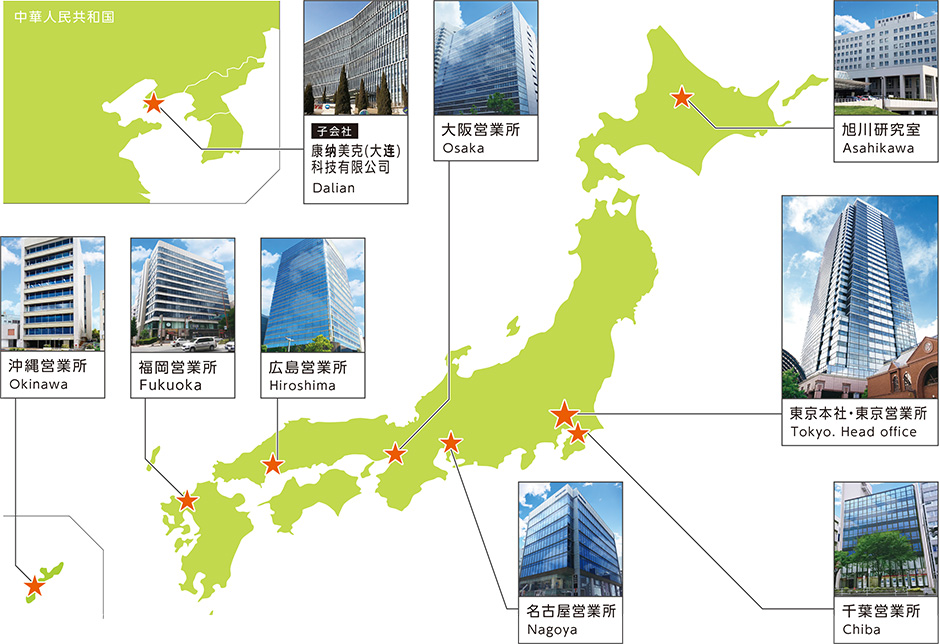 中華人民共和国
子会社
康纳美克(大连)
科技有限公司
Dalian
大阪営業所
Osaka
旭川研究室
Asahikawa
沖縄営業所
Okinawa
福岡営業所
Fukuoka
広島営業所
Hiroshima
東京本社・東京営業所
Tokyo. Head office
名古屋営業所
Nagoya
千葉営業所
Chiba